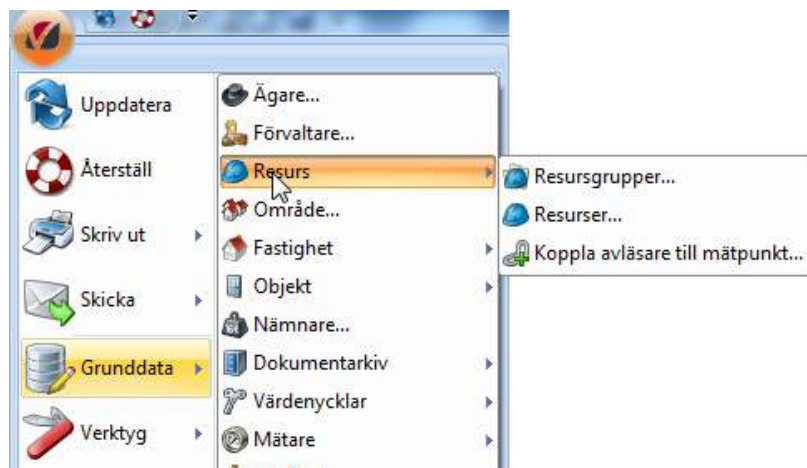 Uppdatera
Återställ
Skriv ut
Skicka
Grunddata
Verktyg
Ägare...
Förvaltare...
Resurs
Område...
Fastighet
Objekt
Nämnare...
Dokumentarkiv
Värdenycklar
Mätare
Resursgrupper...
Resurser...
Koppla avläsare till mätpunkt...